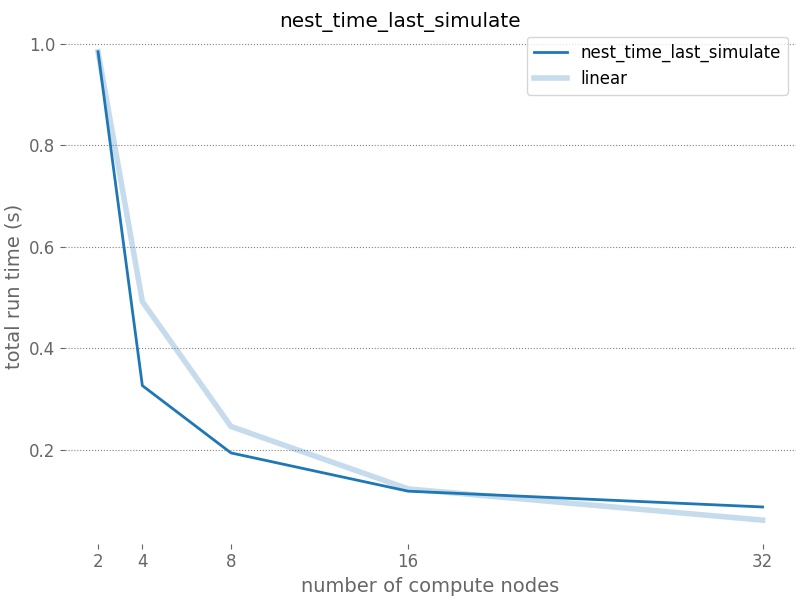 nest_time_last_simulate
nest_time_last_simulate
linear
total run time (s)
1.0
0.8
0.6
0.4
0.2
2 4 8 16 32
number of compute nodes